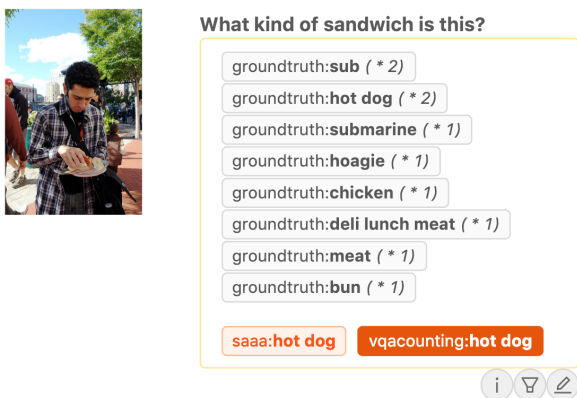 What kind of sandwich is this?
groundtruth:sub ( * 2)
groundtruth:hot dog ( * 2)
groundtruth:submarine ( * 1)
groundtruth:hoagie ( * 1)
groundtruth:chicken ( * 1)
groundtruth:deli lunch meat ( * 1)
groundtruth:meat ( * 1)
groundtruth:bun ( * 1)
saaa:hot dog vqacounting:hot dog